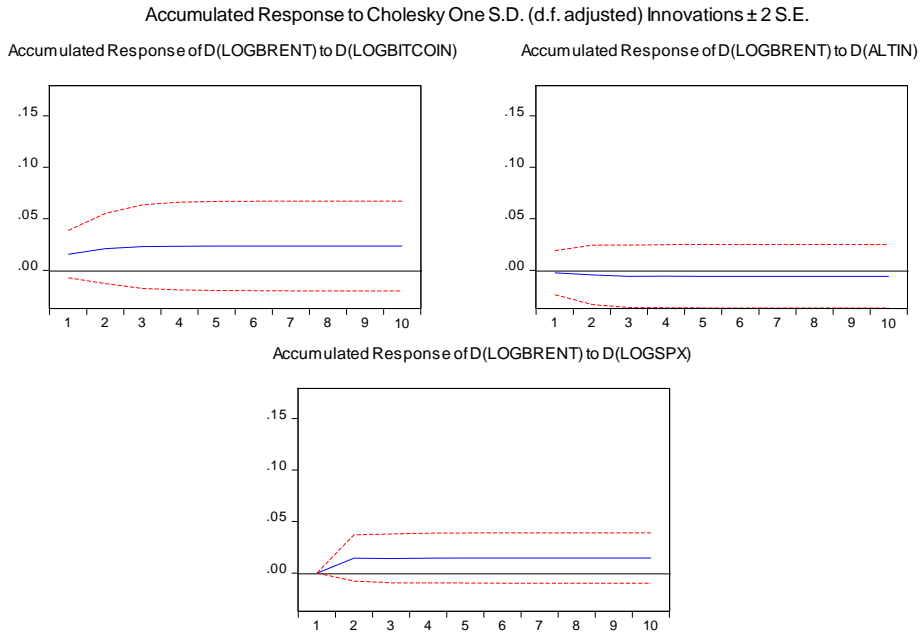 Accumulated Response to Cholesky One S.D. (d.f. adjusted) Innovations ± 2 S.E.
Accumulated Response of D(LOGBRENT) to D(LOGBITCOIN)
.15
.10
.05
.00
1 2 3 4 5 6 7 8 9 10
Accumulated Response of D(LOGBRENT) to D(ALTIN)
.15
.10
.05
.00
1 2 3 4 5 6 7 8 9 10
Accumulated Response of D(LOGBRENT) to D(LOGSPX)
.15
.10
.05
.00
1 2 3 4 5 6 7 8 9 10